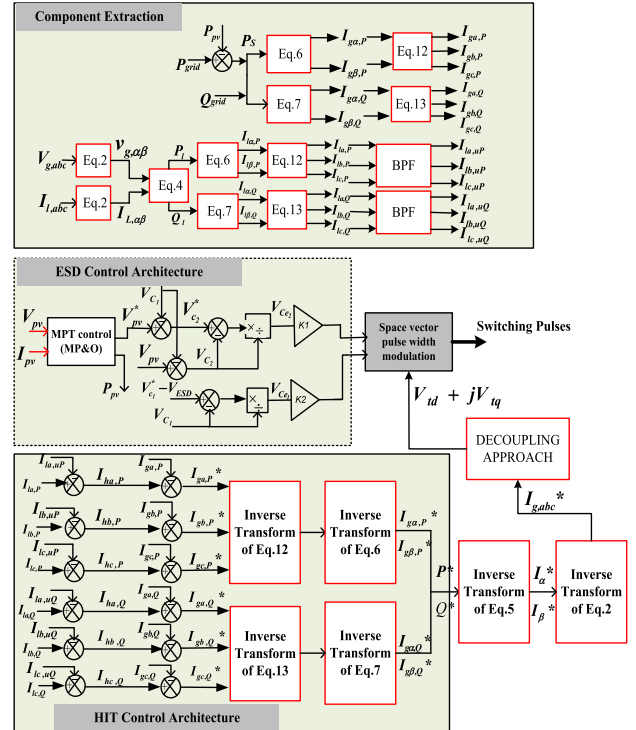 Component Extraction
P_pv
P_grid
P_S
Q_grid
Eq.6
I_gα,P
I_gβ,P
Eq.12
I_ga,P
I_gb,P
I_gc,P
Eq.7
I_gα,Q
I_gβ,Q
Eq.13
I_ga,Q
I_gb,Q
I_gc,Q
V_g,abc
Eq.2
v_g,αβ
I_l,abc
Eq.2
I_L,αβ
Eq.4
P_l
Q_l
Eq.6
I_lα,P
I_lβ,P
Eq.12
I_la,P
I_lb,P
I_lc,P
BPF
I_la,uP
I_lb,uP
I_lc,uP
Eq.7
I_lα,Q
I_lβ,Q
Eq.13
I_la,Q
I_lb,Q
I_lc,Q
BPF
I_la,uQ
I_lb,uQ
I_lc,uQ
ESD Control Architecture
V_pv
I_pv
MPT control
(MP&O)
P_pv
V_pv*
V_C1
V_c2*
V_pv
V_C2
× ÷
V_Ce2
K1
V_c1* − V_ESD
V_C1
× ÷
V_Ce1
K2
Space vector
pulse width
modulation
Switching Pulses
V_td + jV_tq
DECOUPLING
APPROACH
I_g,abc*
I_la,uP
I_la,P
I_ha,P
I_ga,P
I_ga,P*
I_lb,uP
I_lb,P
I_hb,P
I_gb,P
I_gb,P*
I_lc,uP
I_lc,P
I_hc,P
I_gc,P
I_gc,P*
I_la,uQ
I_la,Q
I_ha,Q
I_ga,Q
I_ga,Q*
I_lb,uQ
I_lb,Q
I_hb,Q
I_gb,Q
I_gb,Q*
I_lc,uQ
I_lc,Q
I_hc,Q
I_gc,Q
I_gc,Q*
Inverse
Transform
of Eq.12
Inverse
Transform
of Eq.6
I_gα,P*
I_gβ,P*
Inverse
Transform
of Eq.13
Inverse
Transform
of Eq.7
I_gα,Q*
I_gβ,Q*
P*
Q*
Inverse
Transform
of Eq.5
I_α*
I_β*
Inverse
Transform
of Eq.2
HIT Control Architecture